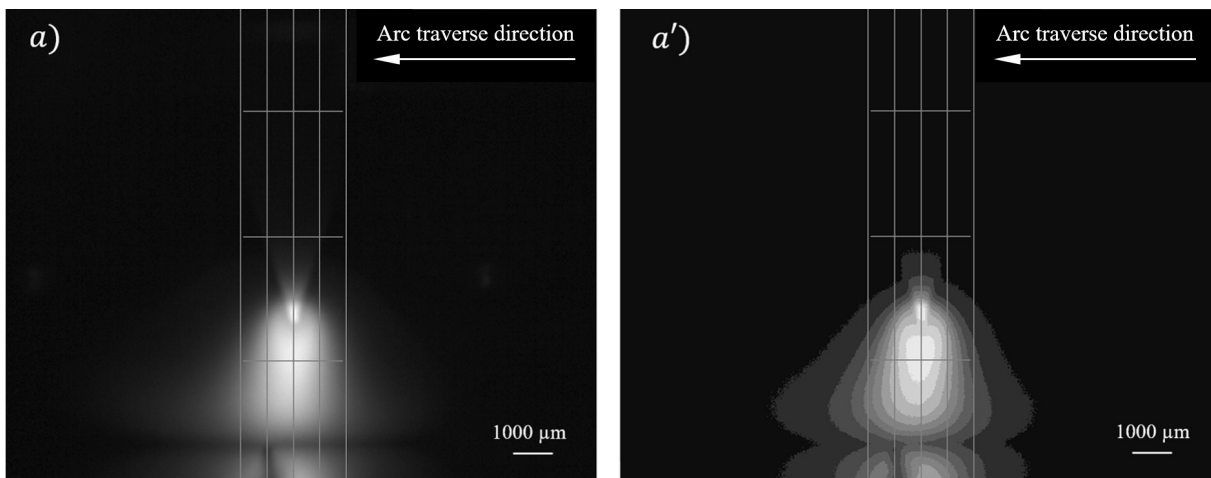 a)
Arc traverse direction
1000 µm
a′)
Arc traverse direction
1000 µm